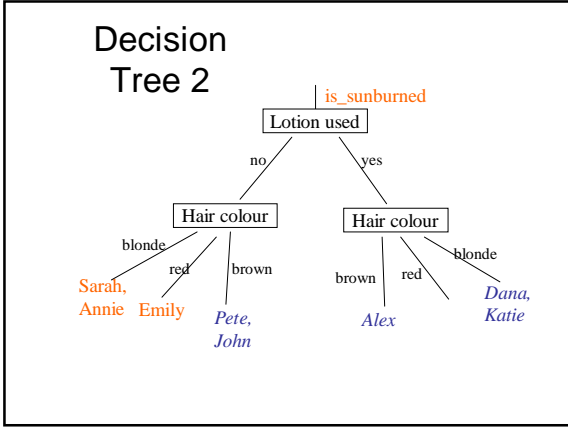 Decision
Tree 2
is_sunburned
Lotion used
no
yes
Hair colour
Hair colour
blonde
red
brown
brown
red
blonde
Sarah,
Annie
Emily
Pete,
John
Alex
Dana,
Katie